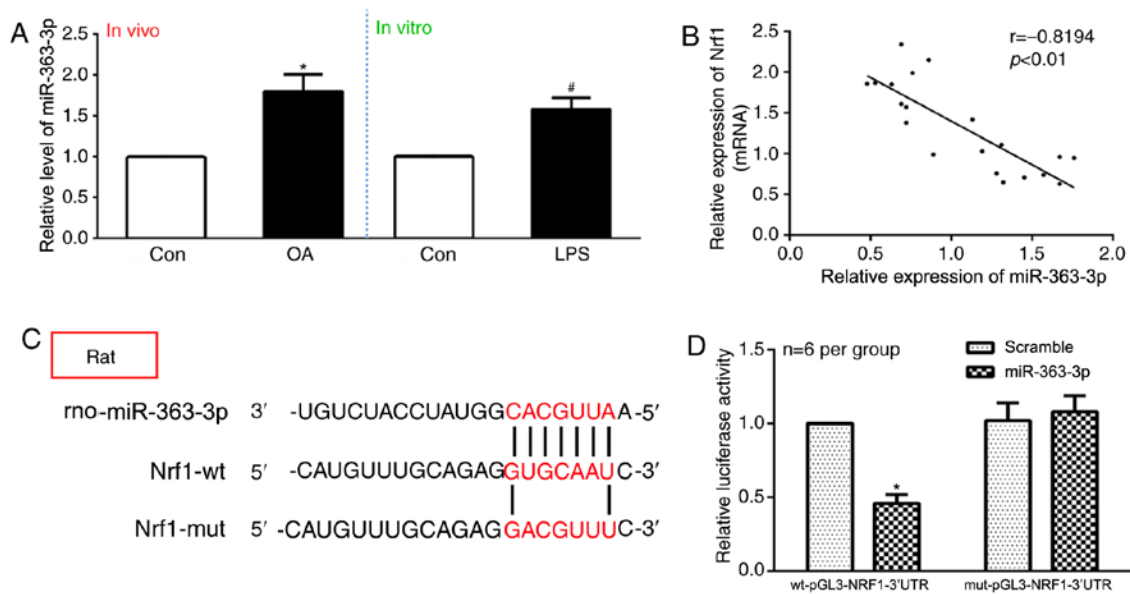 A
In vivo
In vitro
Relative level of miR-363-3p
2.5
2.0
1.5
1.0
0.5
0.0
*
#
Con
OA
Con
LPS
B
r=−0.8194
p<0.01
Relative expression of Nrf1
(mRNA)
2.5
2.0
1.5
1.0
0.5
0.0
0.0
0.5
1.0
1.5
2.0
Relative expression of miR-363-3p
C
Rat
rno-miR-363-3p 3′ -UGUCUACCUAUGGCACGUUAA-5′
Nrf1-wt 5′ -CAUGUUUGCAGAGGUGCAAUC-3′
Nrf1-mut 5′ -CAUGUUUGCAGAGGACGUUUC-3′
D
n=6 per group
Scramble
miR-363-3p
Relative luciferase activity
1.5
1.0
0.5
0.0
*
wt-pGL3-NRF1-3'UTR
mut-pGL3-NRF1-3'UTR